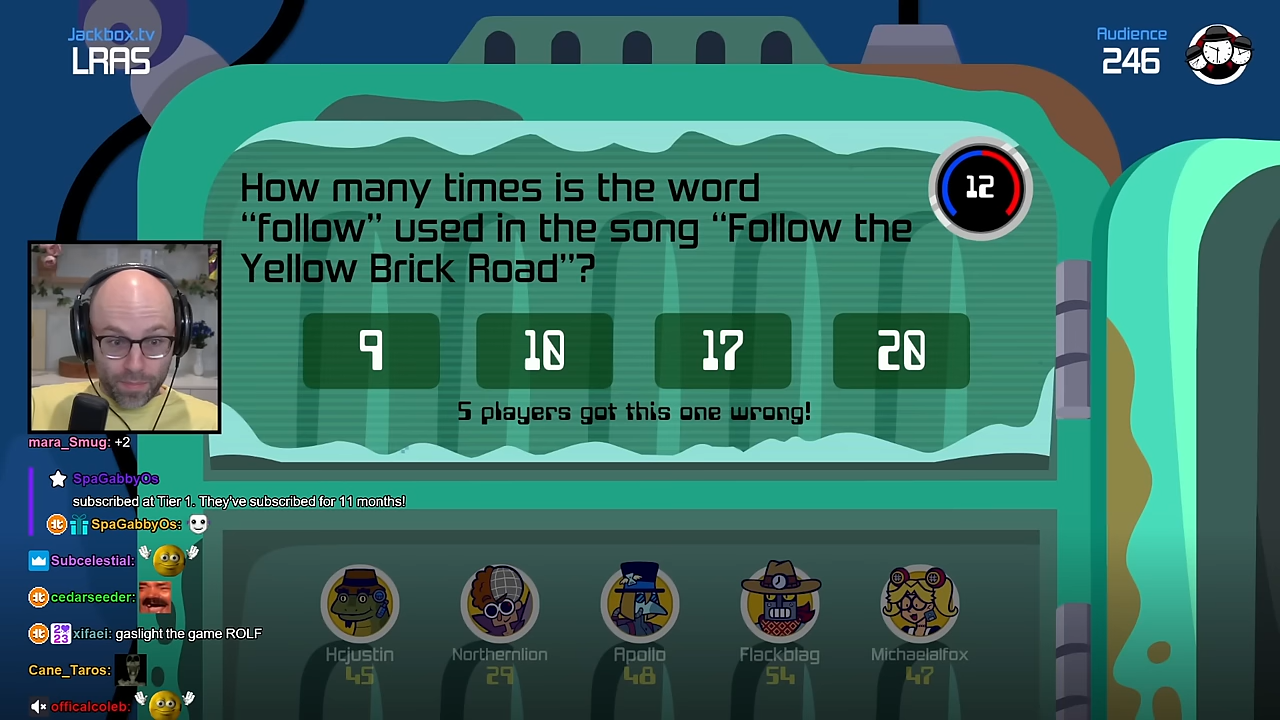 Jackbox.tv
LRAS
Audience
246
12
How many times is the word
“follow” used in the song “Follow the
Yellow Brick Road”?
9
10
17
20
5 players got this one wrong!
mara_Smug: +2
SpaGabbyOs
subscribed at Tier 1. They've subscribed for 11 months!
SpaGabbyOs:
Subcelestial:
cedarseeder:
xifaei: gaslight the game ROLF
Cane_Taros:
officalcoleb:
Hcjustin
45
Northernlion
29
Apollo
48
Flackblag
54
Michaelalfox
47